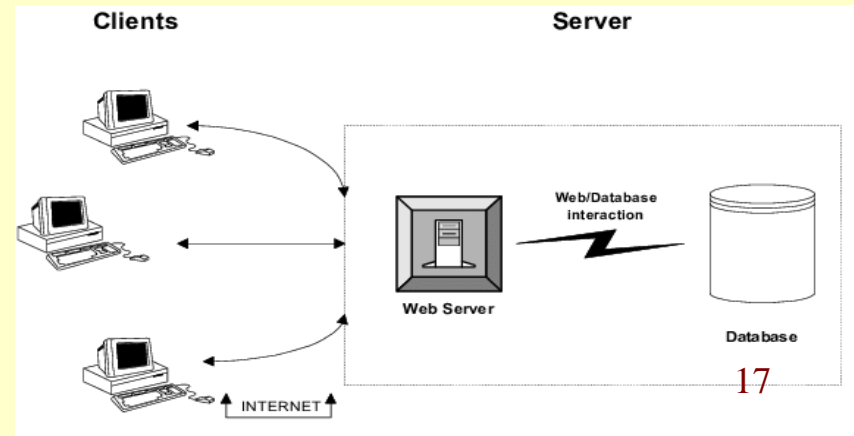 Clients
Server
Web/Database
interaction
Web Server
Database
17
INTERNET